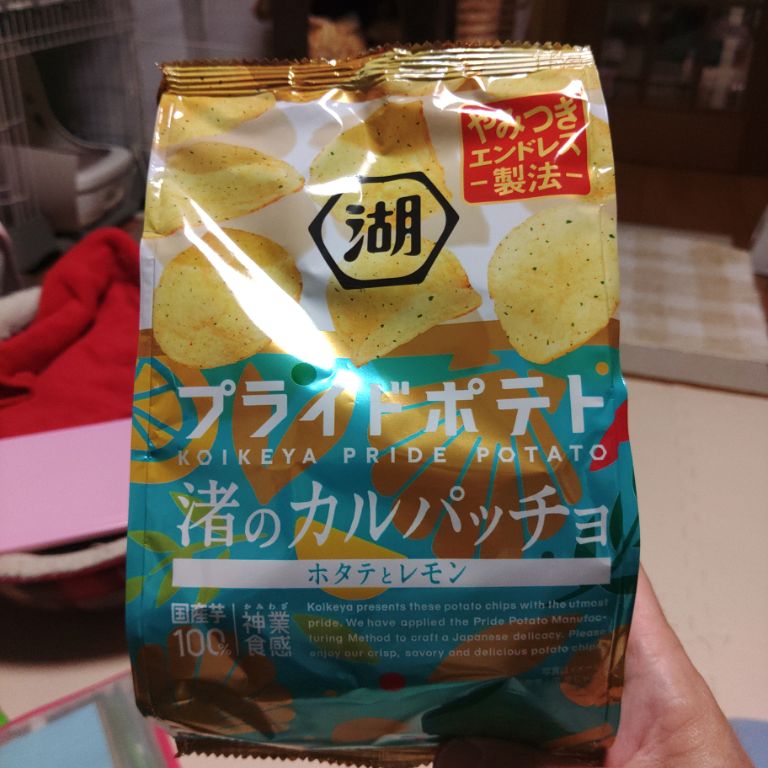 やみつき
エンドレス
-製法-
湖
プライドポテト
KOIKEYA PRIDE POTATO
渚のカルパッチョ
ホタテとレモン
国産芋
100%
かみわざ
神業
食感
Koikeya presents these potato chips with the utmost
pride. We have applied the Pride Potato Manufac-
turing Method to craft a Japanese delicacy. Please
enjoy our crisp, savory and delicious potato chips